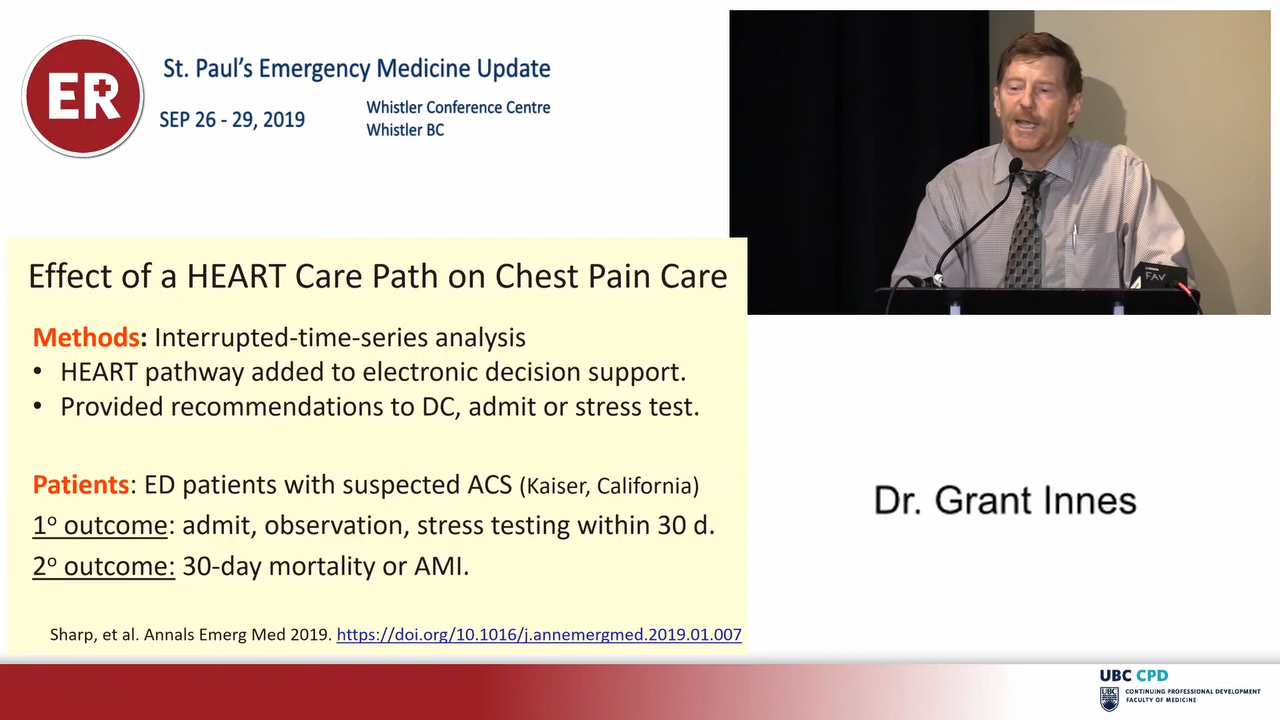 ER
St. Paul's Emergency Medicine Update
SEP 26 - 29, 2019
Whistler Conference Centre
Whistler BC
Effect of a HEART Care Path on Chest Pain Care
Methods: Interrupted-time-series analysis
• HEART pathway added to electronic decision support.
• Provided recommendations to DC, admit or stress test.
Patients: ED patients with suspected ACS (Kaiser, California)
1º outcome: admit, observation, stress testing within 30 d.
2º outcome: 30-day mortality or AMI.
Sharp, et al. Annals Emerg Med 2019. https://doi.org/10.1016/j.annemergmed.2019.01.007
FAV
Dr. Grant Innes
UBC CPD
CONTINUING PROFESSIONAL DEVELOPMENT
FACULTY OF MEDICINE
UBC